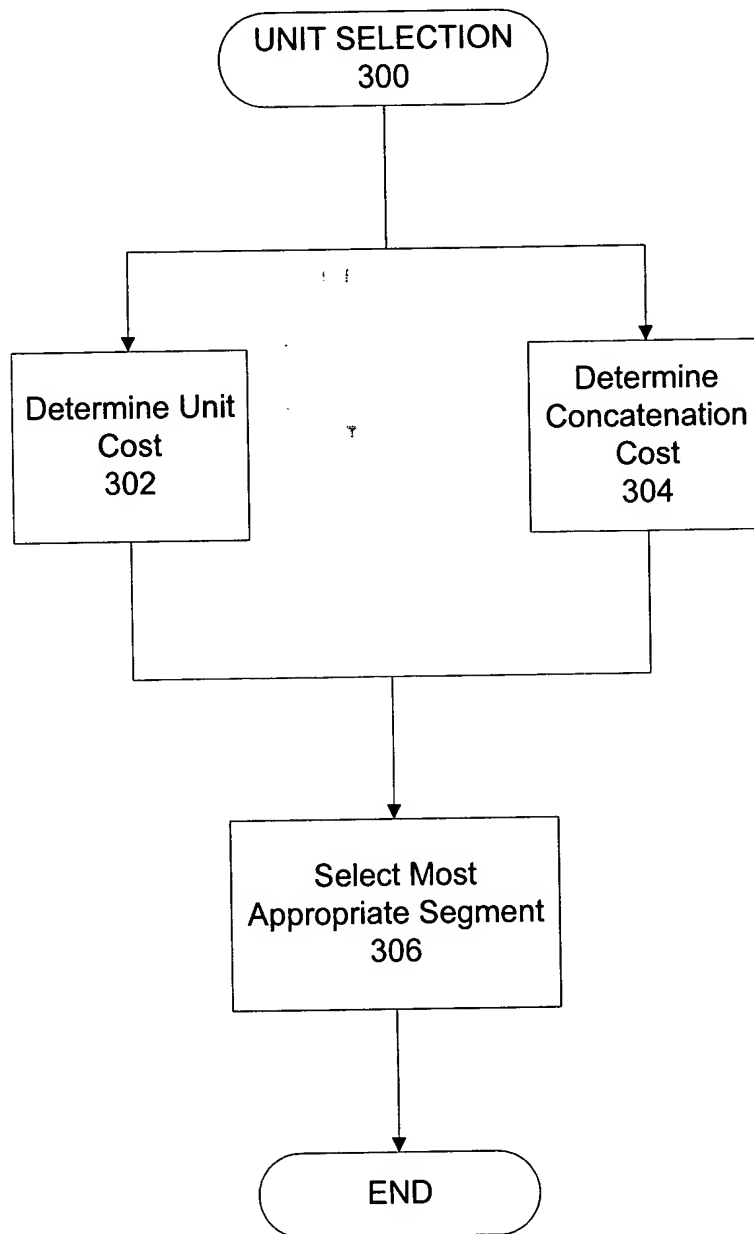 UNIT SELECTION
300
Determine Unit
Cost
302
Determine
Concatenation
Cost
304
Select Most
Appropriate Segment
306
END